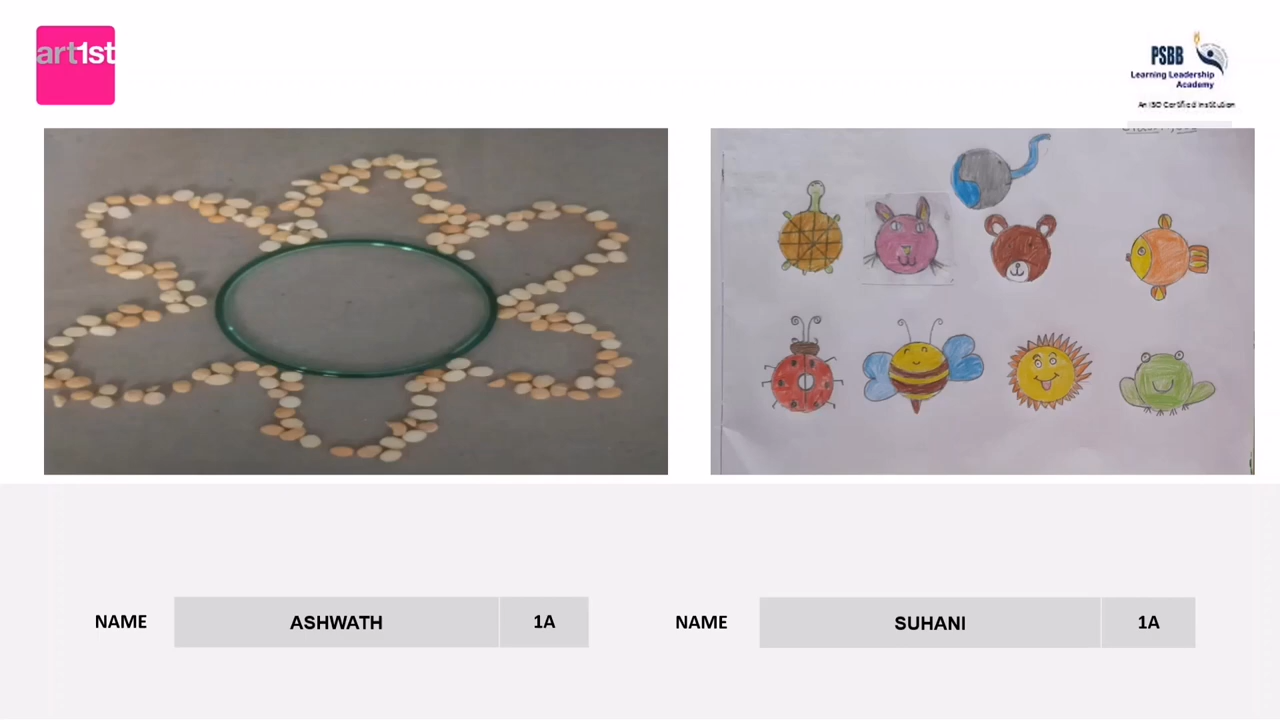 art1st
PSBB
Learning Leadership
Academy
An ISO Certified Institution
NAME
ASHWATH
1A
NAME
SUHANI
1A